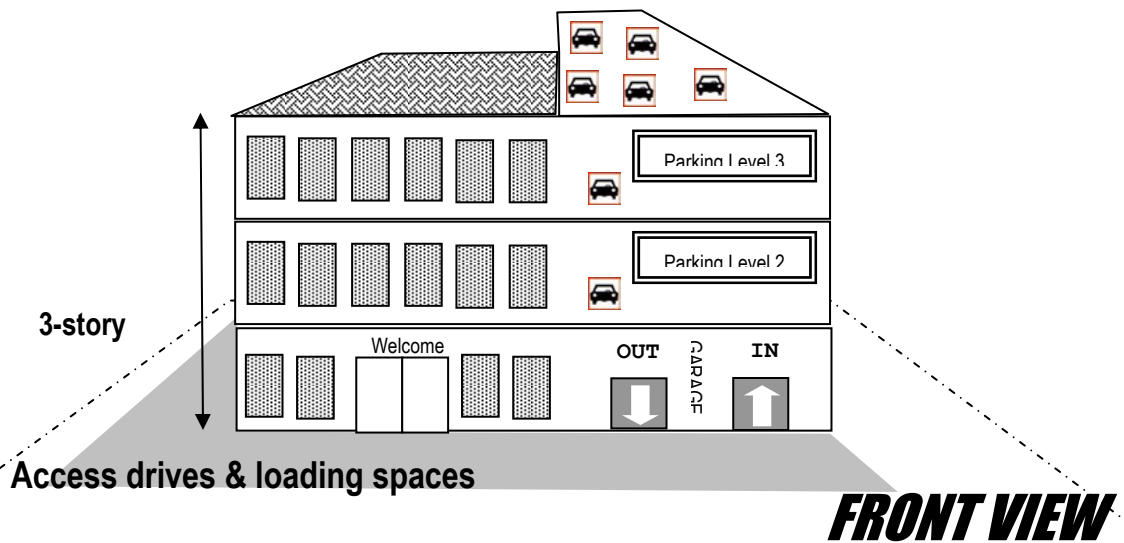 Parking Level 3
Parking Level 2
3-story
Welcome
OUT
GARAGE
IN
Access drives & loading spaces
FRONT VIEW